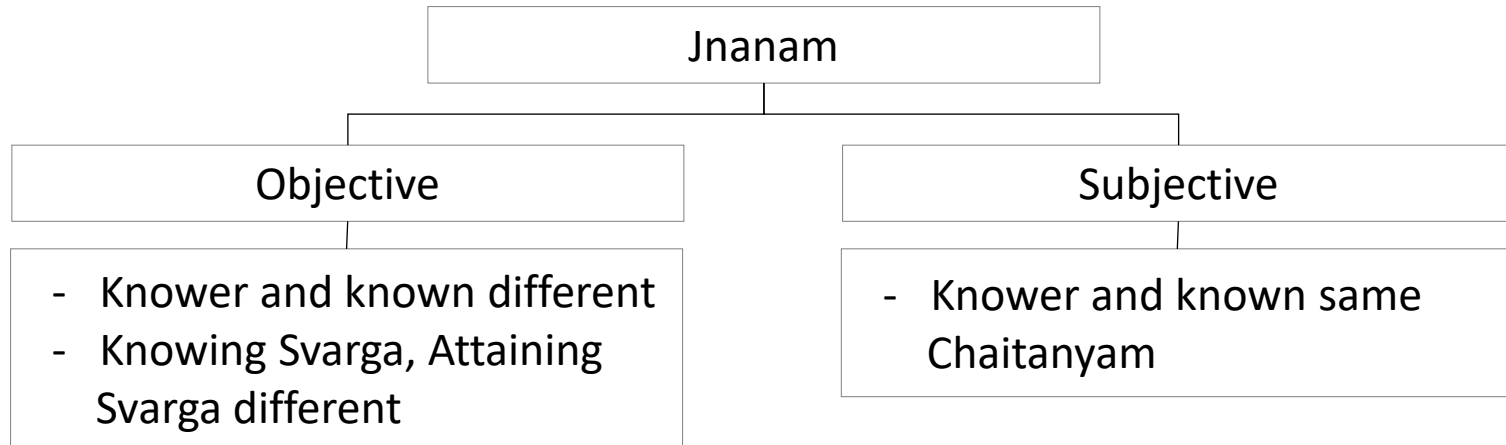 Jnanam
Objective
Subjective
- Knower and known different
- Knowing Svarga, Attaining
Svarga different
- Knower and known same
Chaitanyam